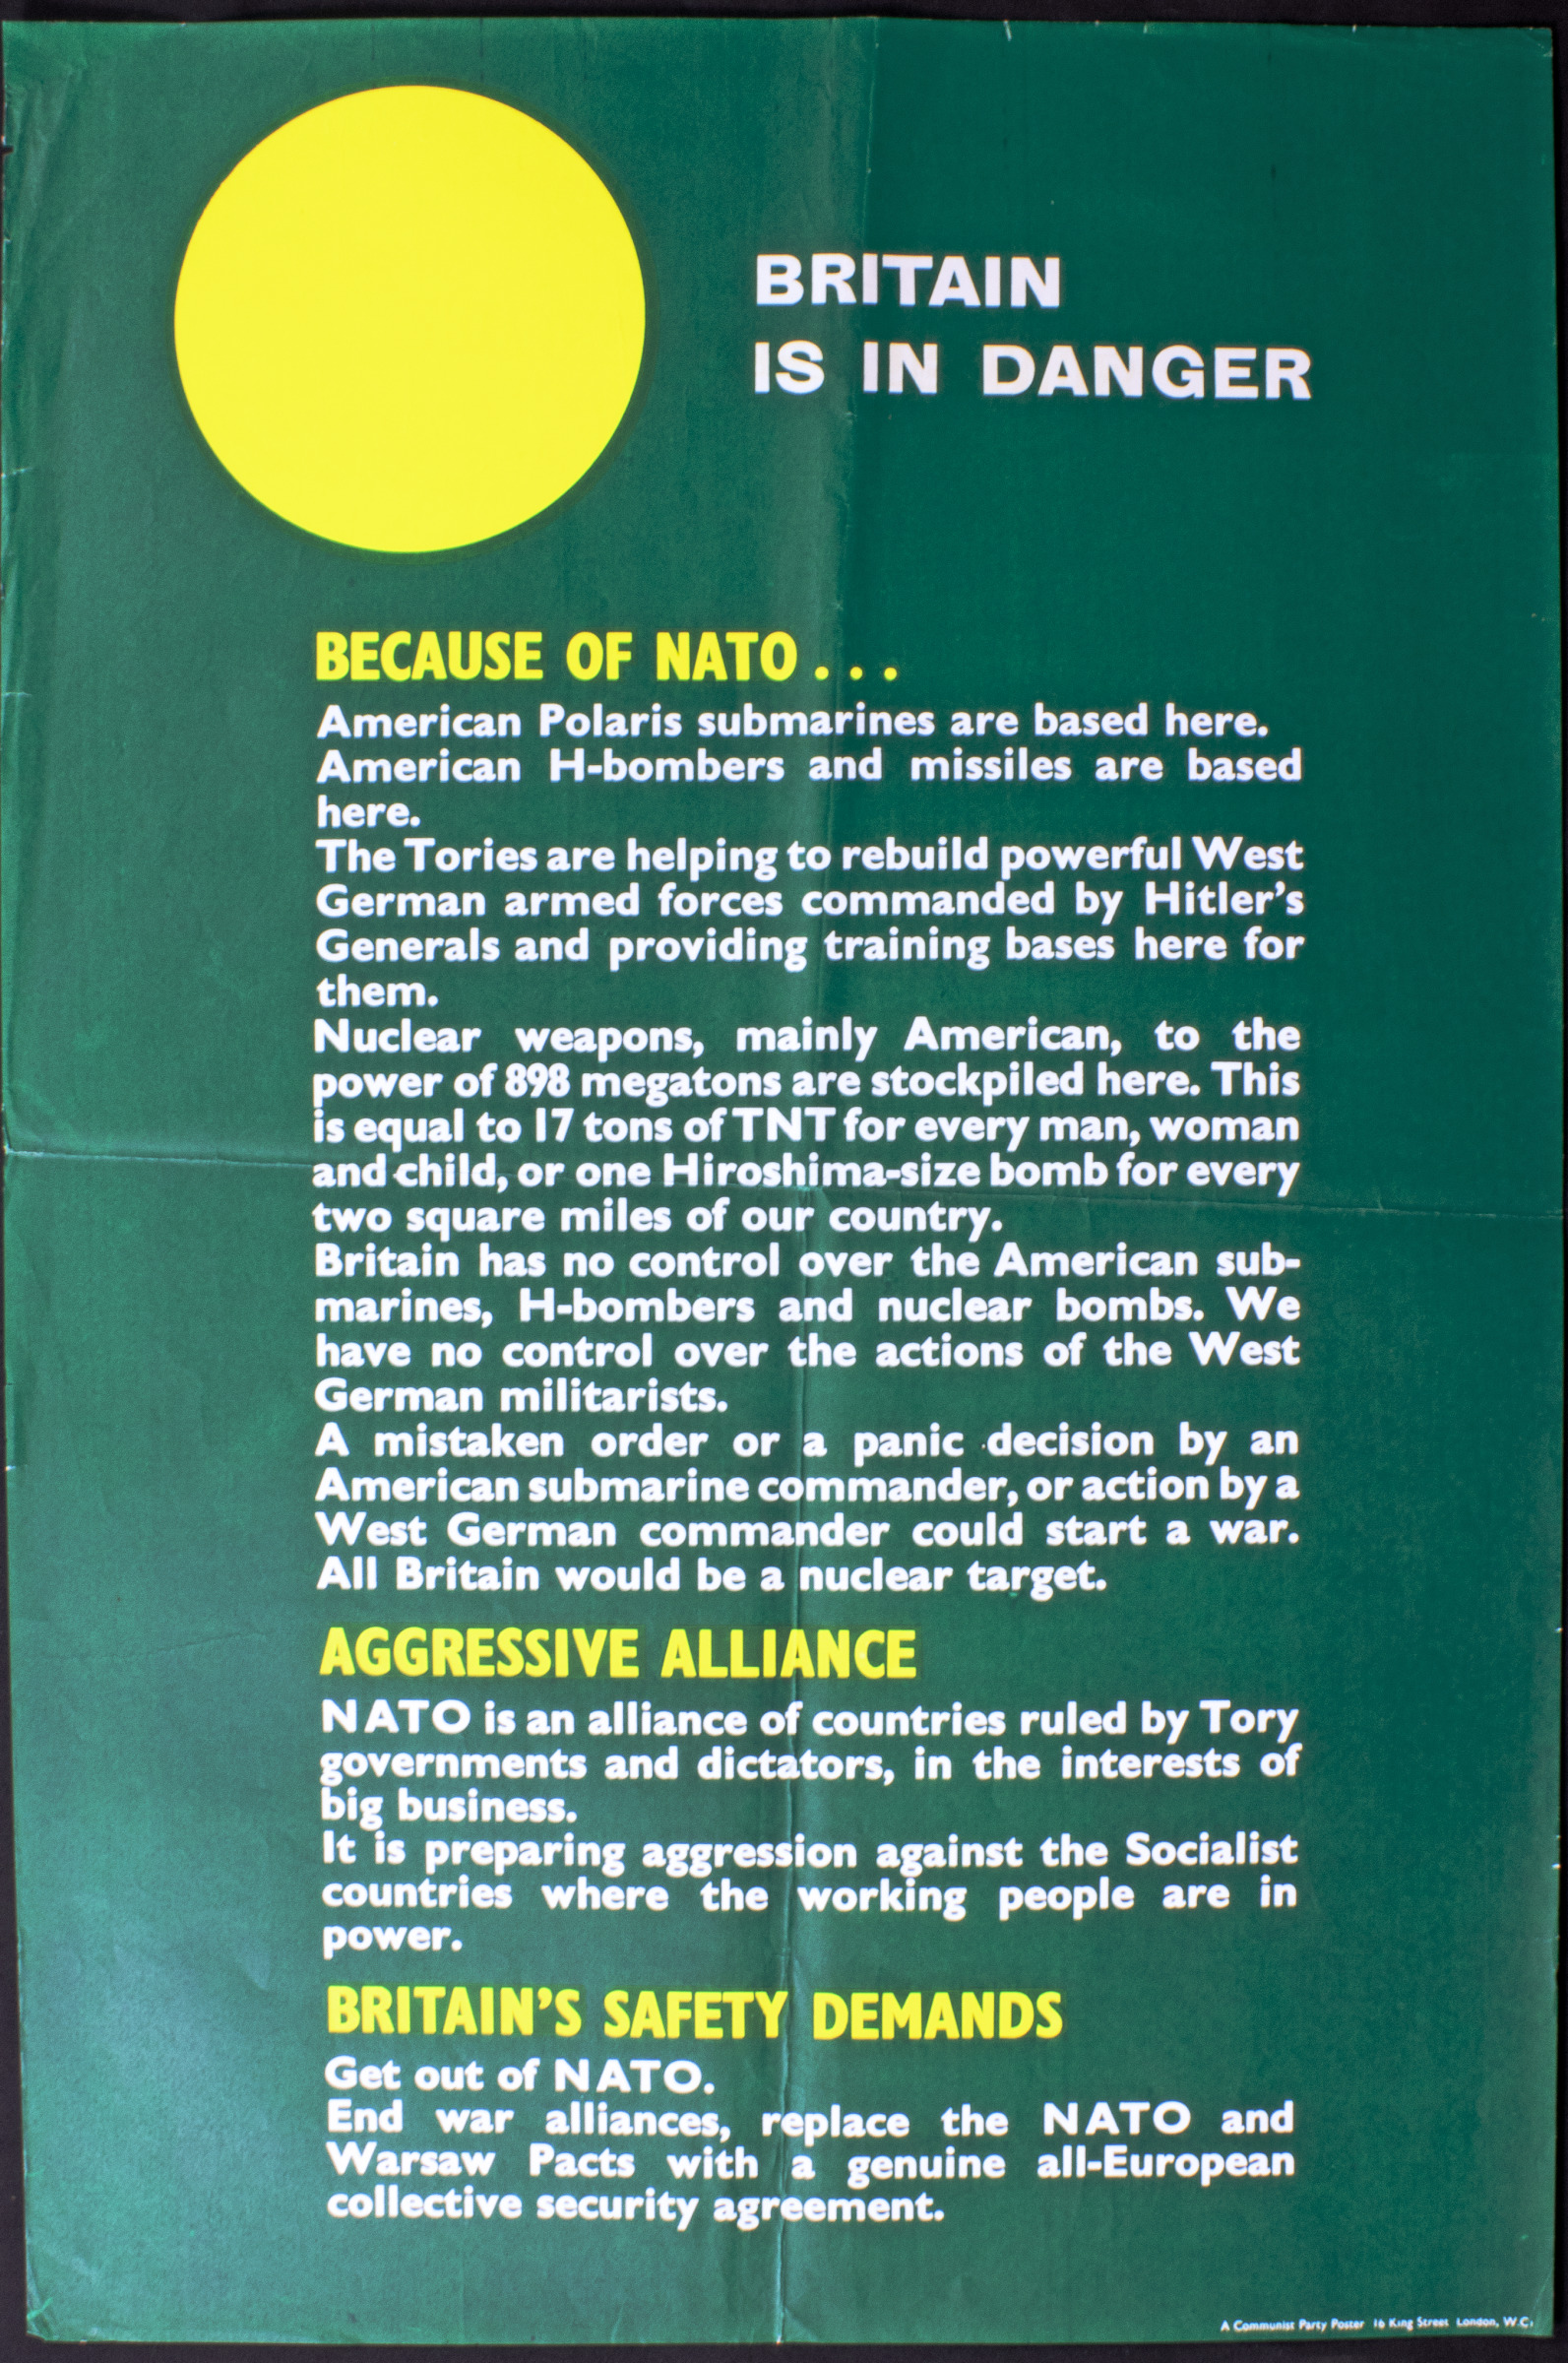 BRITAIN
IS IN DANGER
BECAUSE OF NATO...
American Polaris submarines are based here.
American H-bombers and missiles are based
here.
The Tories are helping to rebuild powerful West
German armed forces commanded by Hitler's
Generals and providing training bases here for
them.
Nuclear weapons, mainly American, to the
power of 898 megatons are stockpiled here. This
is equal to 17 tons of TNT for every man, woman
and child, or one Hiroshima-size bomb for every
two square miles of our country.
Britain has no control over the American sub-
marines, H-bombers and nuclear bombs. We
have no control over the actions of the West
German militarists.
A mistaken order or a panic decision by an
American submarine commander, or action by a
West German commander could start a war.
All Britain would be a nuclear target.
AGGRESSIVE ALLIANCE
NATO is an alliance of countries ruled by Tory
governments and dictators, in the interests of
big business.
It is preparing aggression against the Socialist
countries where the working people are in
power.
BRITAIN'S SAFETY DEMANDS
Get out of NATO.
End war alliances, replace the NATO and
Warsaw Pacts with a genuine all-European
collective security agreement.
A Communist Party Poster 16 King Street London, W.C.